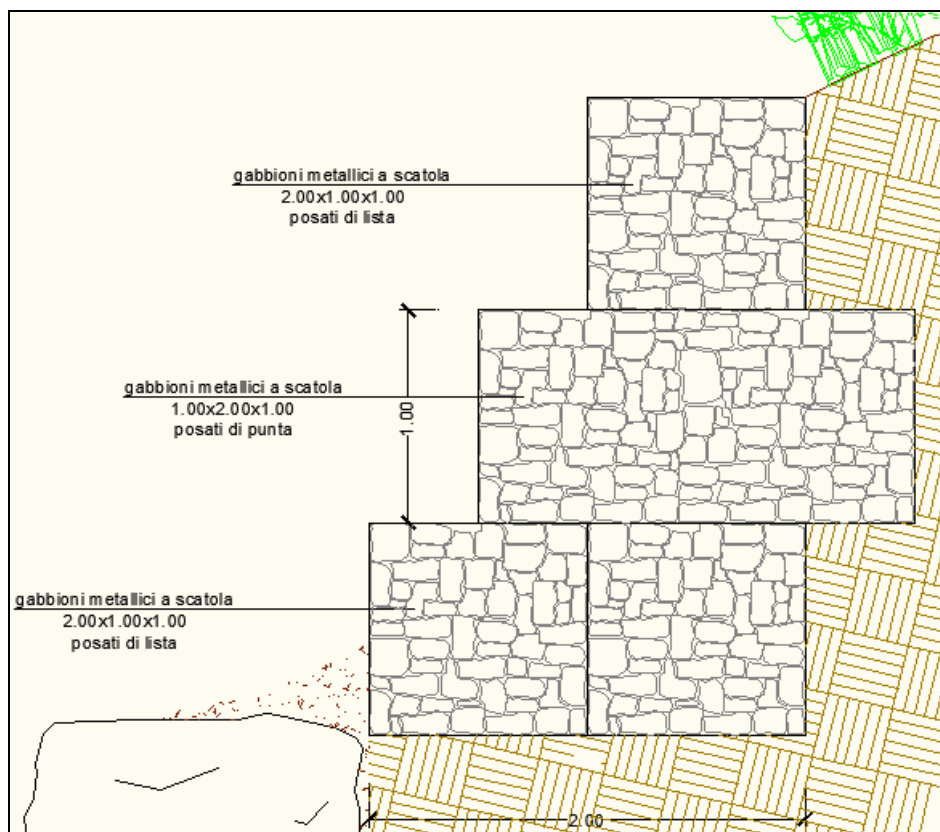 gabbioni metallici a scatola
2.00x1.00x1.00
posati di lista
gabbioni metallici a scatola
1.00x2.00x1.00
posati di punta
1.00
gabbioni metallici a scatola
2.00x1.00x1.00
posati di lista
2.00